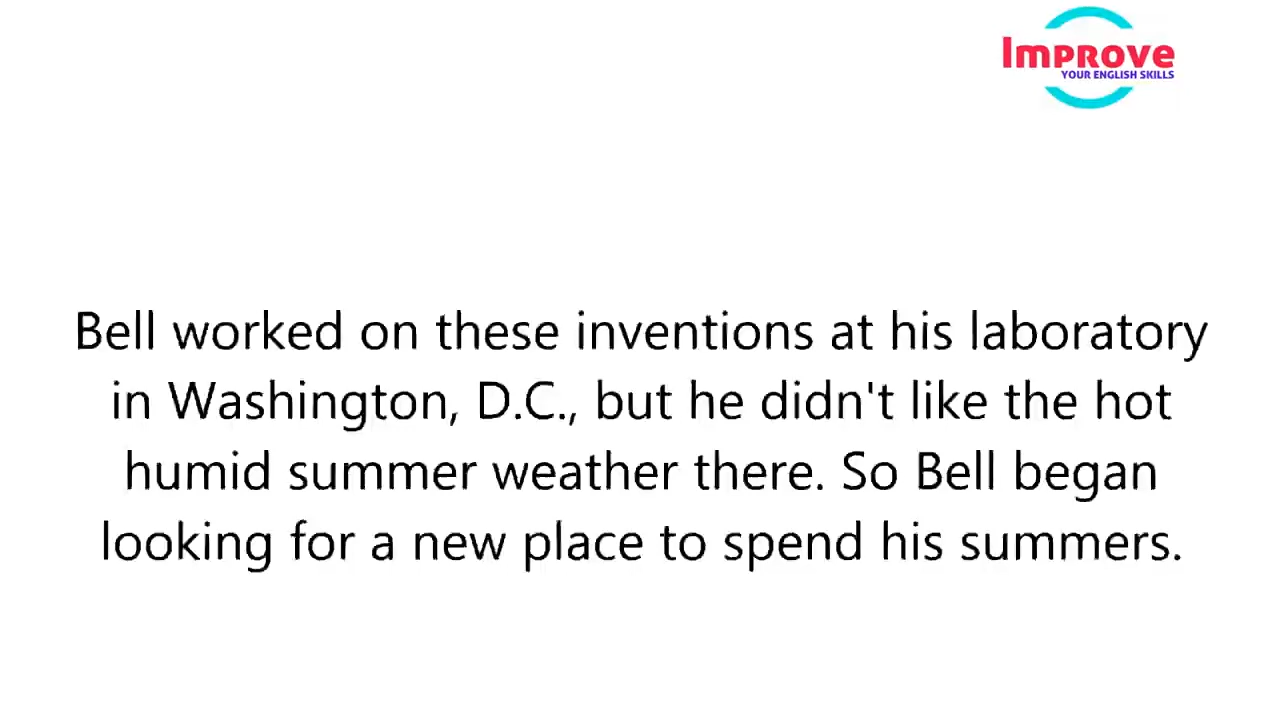 Improve
YOUR ENGLISH SKILLS
Bell worked on these inventions at his laboratory
in Washington, D.C., but he didn't like the hot
humid summer weather there. So Bell began
looking for a new place to spend his summers.